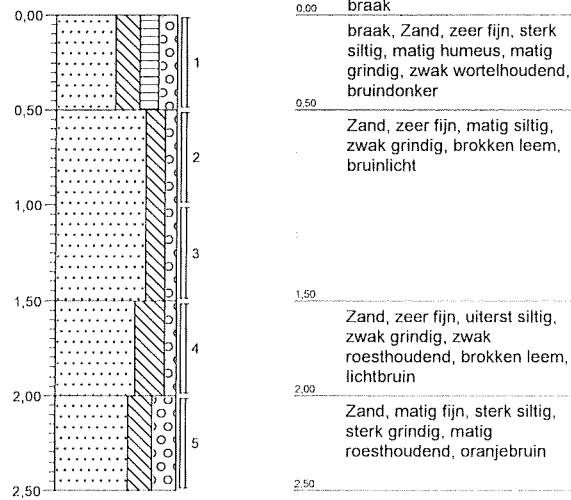 0,00
0,50
1,00
1,50
2,00
2,50
1
2
3
4
5
0,00
braak
braak, Zand, zeer fijn, sterk
siltig, matig humeus, matig
grindig, zwak wortelhoudend,
bruindonker
0,50
Zand, zeer fijn, matig siltig,
zwak grindig, brokken leem,
bruinlicht
1,50
Zand, zeer fijn, uiterst siltig,
zwak grindig, zwak
roesthoudend, brokken leem,
lichtbruin
2,00
Zand, matig fijn, sterk siltig,
sterk grindig, matig
roesthoudend, oranjebruin
2,50